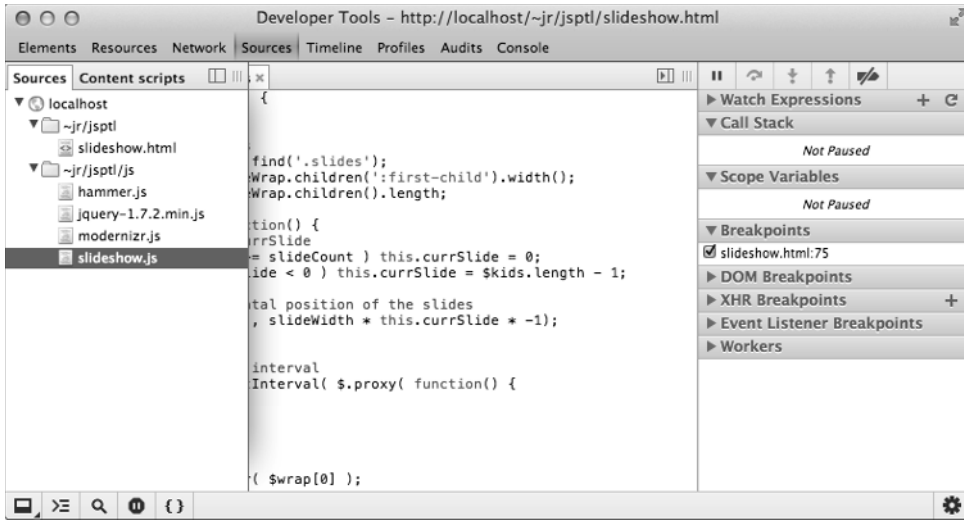 Developer Tools - http://localhost/~jr/jsptl/slideshow.html
Elements Resources Network Sources Timeline Profiles Audits Console
Sources Content scripts
localhost
~jr/jsptl
slideshow.html
~jr/jsptl/js
hammer.js
jquery-1.7.2.min.js
modernizr.js
slideshow.js
{
find('.slides');
Wrap.children(':first-child').width();
Wrap.children().length;
tion() {
rrSlide
= slideCount ) this.currSlide = 0;
ide < 0 ) this.currSlide = $kids.length - 1;
tal position of the slides
, slideWidth * this.currSlide * -1);
interval
Interval( $.proxy( function() {
( $wrap[0] );
Watch Expressions
Call Stack
Not Paused
Scope Variables
Not Paused
Breakpoints
slideshow.html:75
DOM Breakpoints
XHR Breakpoints
Event Listener Breakpoints
Workers